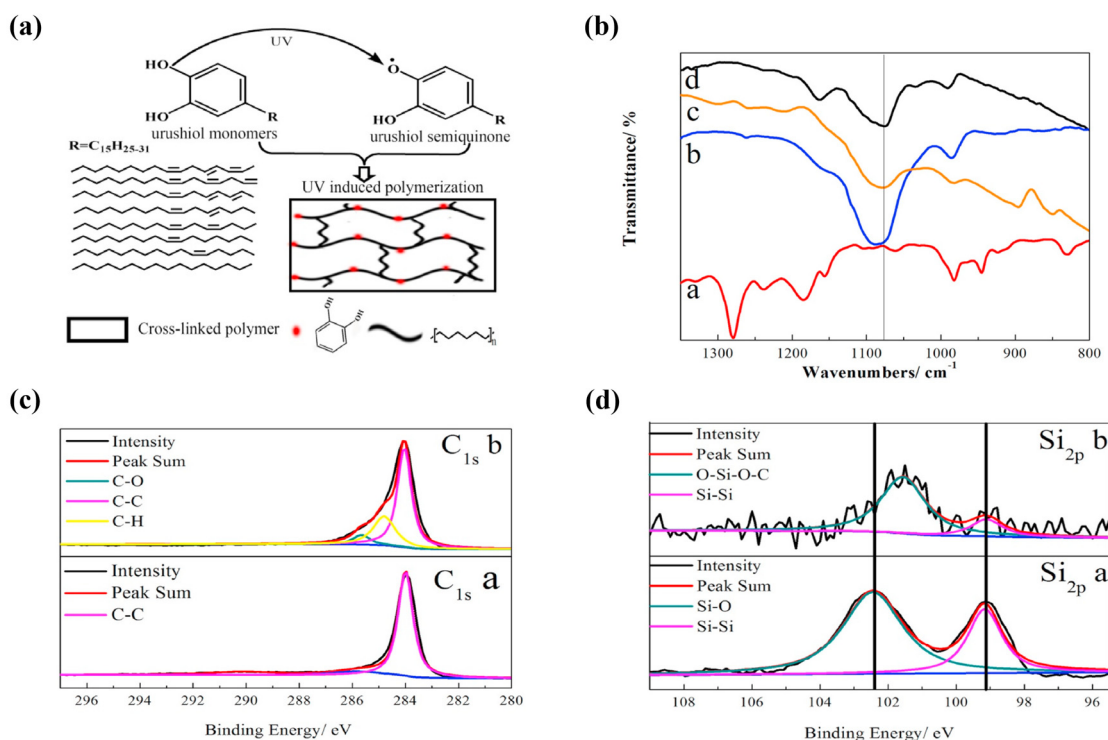 (a)
UV
HO
HO
R
urushiol monomers
R=C15H25-31
O
HO
R
urushiol semiquinone
UV induced polymerization
Cross-linked polymer
n
(b)
d
c
b
a
Transmittance/ %
1300 1200 1100 1000 900 800
Wavenumbers/ cm-1
(c)
Intensity
Peak Sum
C-O
C-C
C-H
C1s b
Intensity
Peak Sum
C-C
C1s a
296 294 292 290 288 286 284 282 280
Binding Energy/ eV
(d)
Intensity
Peak Sum
O-Si-O-C
Si-Si
Si2p b
Intensity
Peak Sum
Si-O
Si-Si
Si2p a
108 106 104 102 100 98 96
Binding Energy/ eV